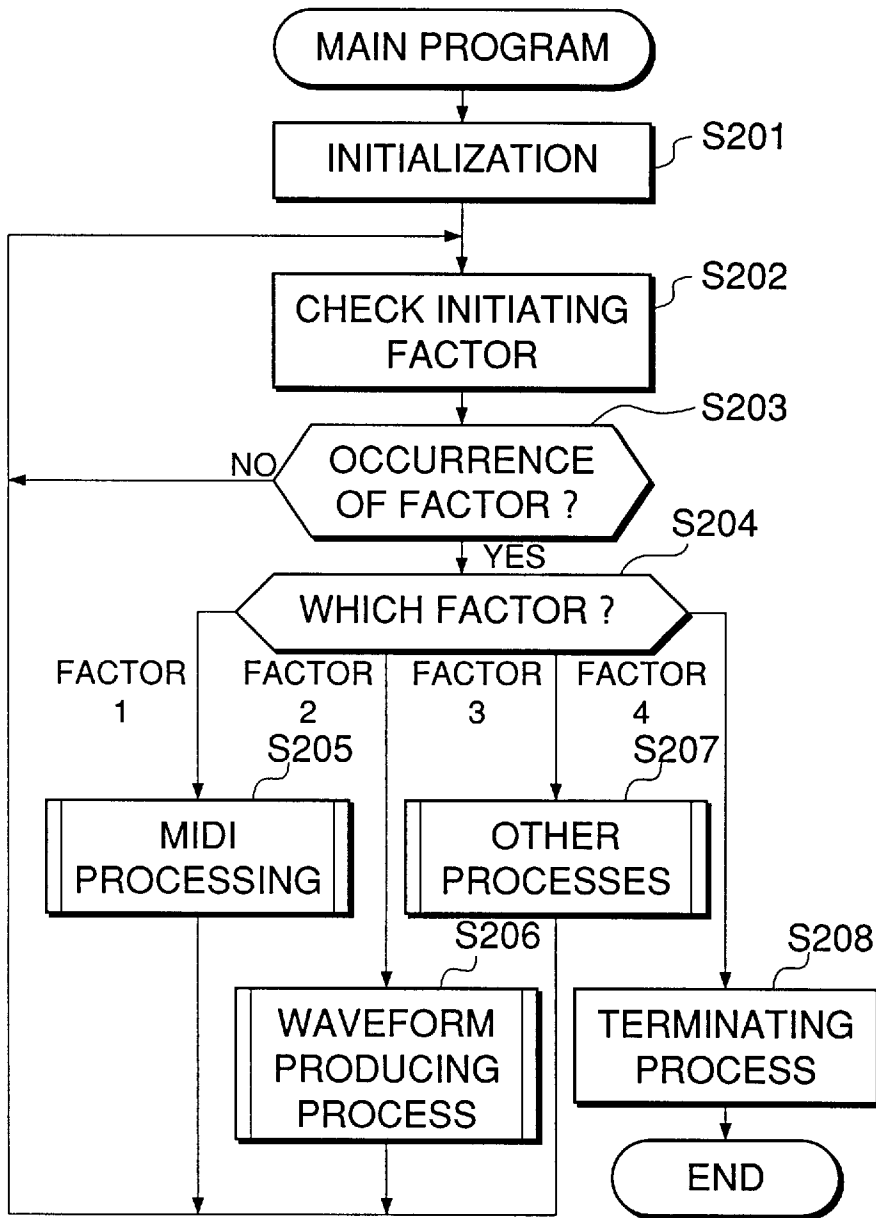 MAIN PROGRAM
INITIALIZATION
S201
CHECK INITIATING
FACTOR
S202
OCCURRENCE
OF FACTOR ?
S203
NO
YES
S204
WHICH FACTOR ?
FACTOR
1
FACTOR
2
FACTOR
3
FACTOR
4
S205
MIDI
PROCESSING
S207
OTHER
PROCESSES
S206
WAVEFORM
PRODUCING
PROCESS
S208
TERMINATING
PROCESS
END